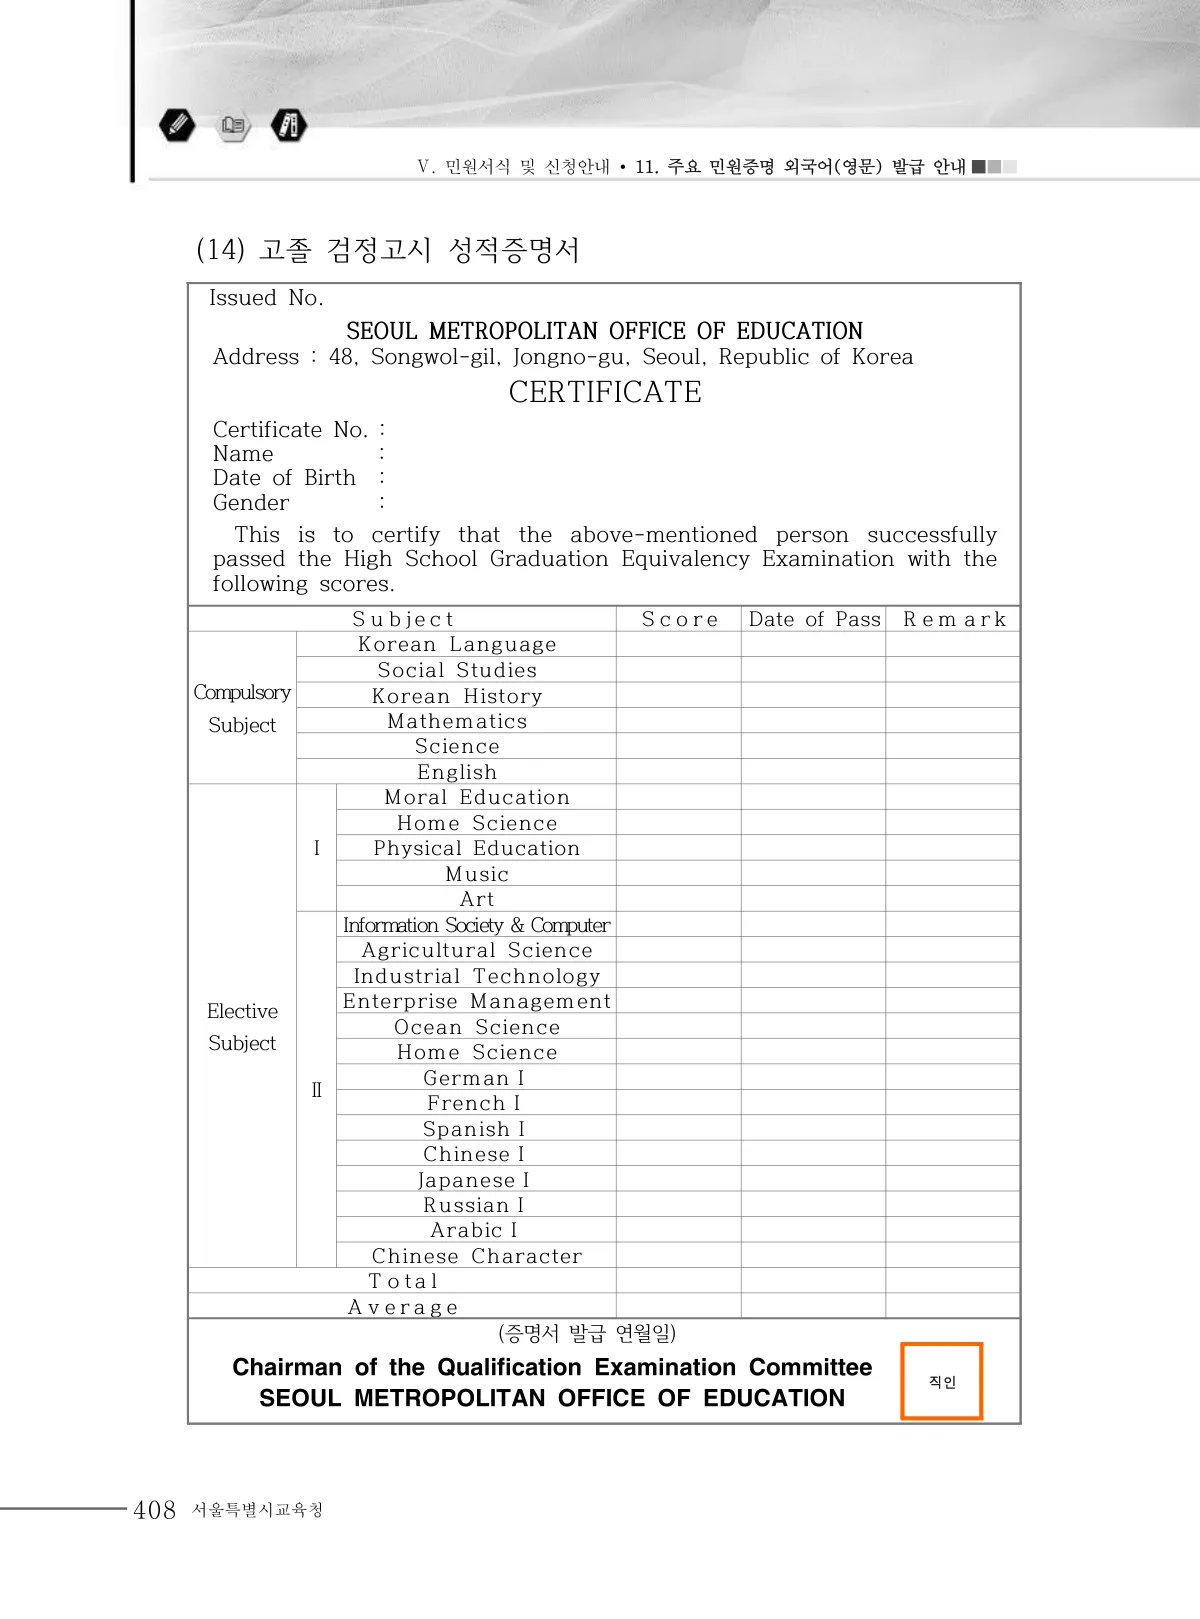 Ⅴ. 민원서식 및 신청안내 • 11. 주요 민원증명 외국어(영문) 발급 안내
(14) 고졸 검정고시 성적증명서
Issued No.
SEOUL METROPOLITAN OFFICE OF EDUCATION
Address : 48, Songwol-gil, Jongno-gu, Seoul, Republic of Korea
CERTIFICATE
Certificate No. :
Name :
Date of Birth :
Gender :
This is to certify that the above-mentioned person successfully
passed the High School Graduation Equivalency Examination with the
following scores.
Subject Score Date of Pass Remark
Compulsory Subject
Korean Language
Social Studies
Korean History
Mathematics
Science
English
Elective Subject
Ⅰ
Moral Education
Home Science
Physical Education
Music
Art
Ⅱ
Information Society & Computer
Agricultural Science
Industrial Technology
Enterprise Management
Ocean Science
Home Science
German Ⅰ
French Ⅰ
Spanish Ⅰ
Chinese Ⅰ
Japanese Ⅰ
Russian Ⅰ
Arabic Ⅰ
Chinese Character
Total
Average
(증명서 발급 연월일)
Chairman of the Qualification Examination Committee
SEOUL METROPOLITAN OFFICE OF EDUCATION
직인
408 서울특별시교육청